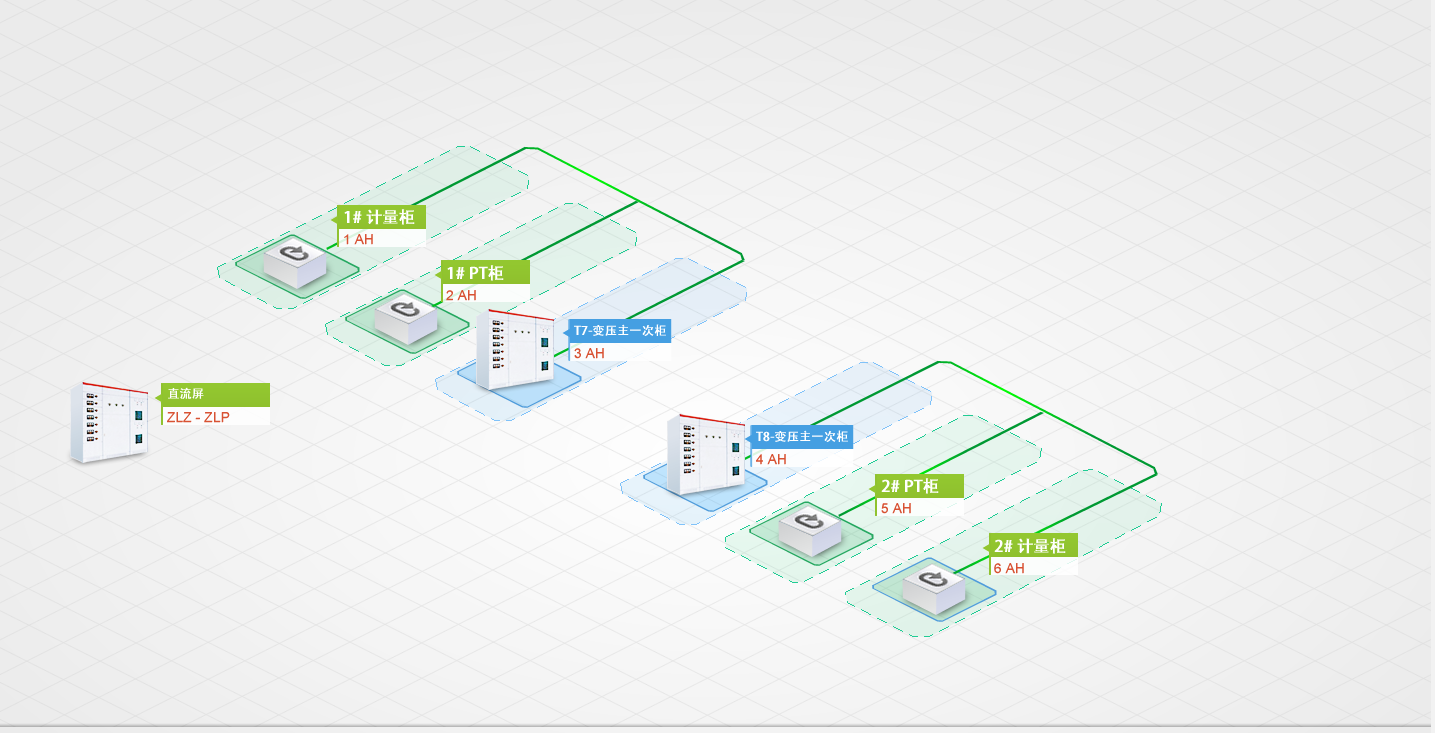 1# 计量柜
1 AH
1# PT柜
2 AH
T7-变压主一次柜
3 AH
直流屏
ZLZ - ZLP
T8-变压主一次柜
4 AH
2# PT柜
5 AH
2# 计量柜
6 AH